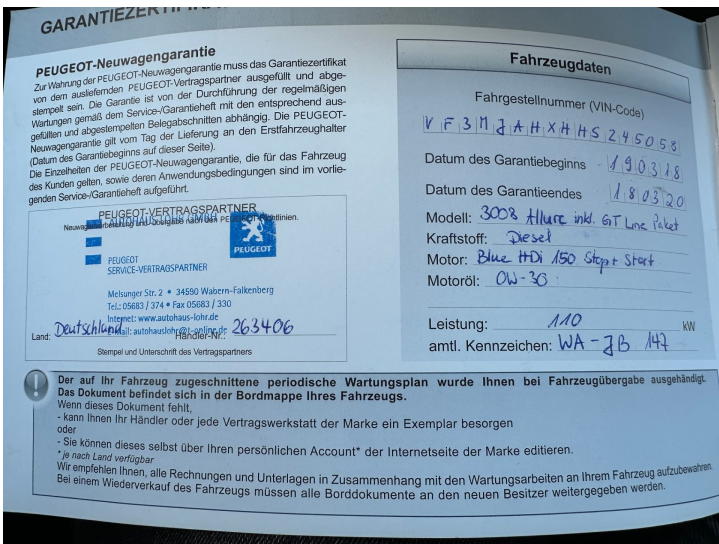 GARANTIEZERTIFIKA
PEUGEOT-Neuwagengarantie
Zur Wahrung der PEUGEOT-Neuwagengarantie muss das Garantiezertifikat
von dem ausliefernden PEUGEOT-Vertragspartner ausgefüllt und abge-
stempelt sein. Die Garantie ist von der Durchführung der regelmäßigen
Wartungen gemäß dem Service-/Garantieheft mit den entsprechend aus-
gefüllten und abgestempelten Belegabschnitten abhängig. Die PEUGEOT-
Neuwagengarantie gilt vom Tag der Lieferung an den Erstfahrzeughalter
(Datum des Garantiebeginns auf dieser Seite).
Die Einzelheiten der PEUGEOT-Neuwagengarantie, die für das Fahrzeug
des Kunden gelten, sowie deren Anwendungsbedingungen sind im vorlie-
genden Service-/Garantieheft aufgeführt.
PEUGEOT-VERTRAGSPARTNER
AUTOHAUS LOHR GMBH
PEUGEOT
PEUGEOT
SERVICE-VERTRAGSPARTNER
Melsunger Str. 2 • 34590 Wabern-Falkenberg
Tel.: 05683 / 374 • Fax 05683 / 330
Internet: www.autohaus-lohr.de
E-Mail: autohauslohr@t-online.de
Land: Deutschland Händler-Nr.: 263406
Stempel und Unterschrift des Vertragspartners
Fahrzeugdaten
Fahrgestellnummer (VIN-Code)
VF3MJAHXHHS245058
Datum des Garantiebeginns 190318
Datum des Garantieendes 180320
Modell: 3008 Allure inkl. GT Line Paket
Kraftstoff: Diesel
Motor: Blue HDi 150 Stop + Start
Motoröl: 0W-30
Leistung: 110 kW
amtl. Kennzeichen: WA-JB 147
Der auf Ihr Fahrzeug zugeschnittene periodische Wartungsplan wurde Ihnen bei Fahrzeugübergabe ausgehändigt.
Das Dokument befindet sich in der Bordmappe Ihres Fahrzeugs.
Wenn dieses Dokument fehlt,
- kann Ihnen Ihr Händler oder jede Vertragswerkstatt der Marke ein Exemplar besorgen
oder
- Sie können dieses selbst über Ihren persönlichen Account* der Internetseite der Marke editieren.
* je nach Land verfügbar
Wir empfehlen Ihnen, alle Rechnungen und Unterlagen in Zusammenhang mit den Wartungsarbeiten an Ihrem Fahrzeug aufzubewahren.
Bei einem Wiederverkauf des Fahrzeugs müssen alle Borddokumente an den neuen Besitzer weitergegeben werden.